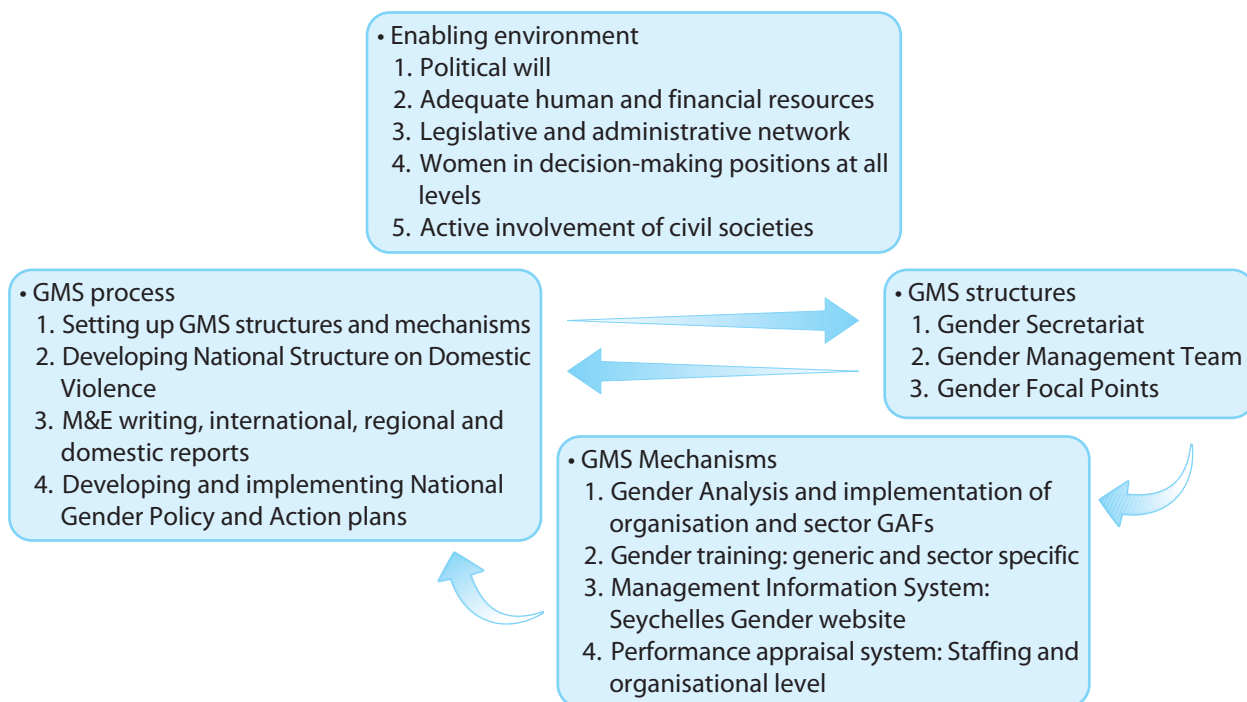 • Enabling environment
1. Political will
2. Adequate human and financial resources
3. Legislative and administrative network
4. Women in decision-making positions at all
levels
5. Active involvement of civil societies
• GMS process
1. Setting up GMS structures and mechanisms
2. Developing National Structure on Domestic
Violence
3. M&E writing, international, regional and
domestic reports
4. Developing and implementing National
Gender Policy and Action plans
• GMS structures
1. Gender Secretariat
2. Gender Management Team
3. Gender Focal Points
• GMS Mechanisms
1. Gender Analysis and implementation of
organisation and sector GAFs
2. Gender training: generic and sector specific
3. Management Information System:
Seychelles Gender website
4. Performance appraisal system: Staffing and
organisational level